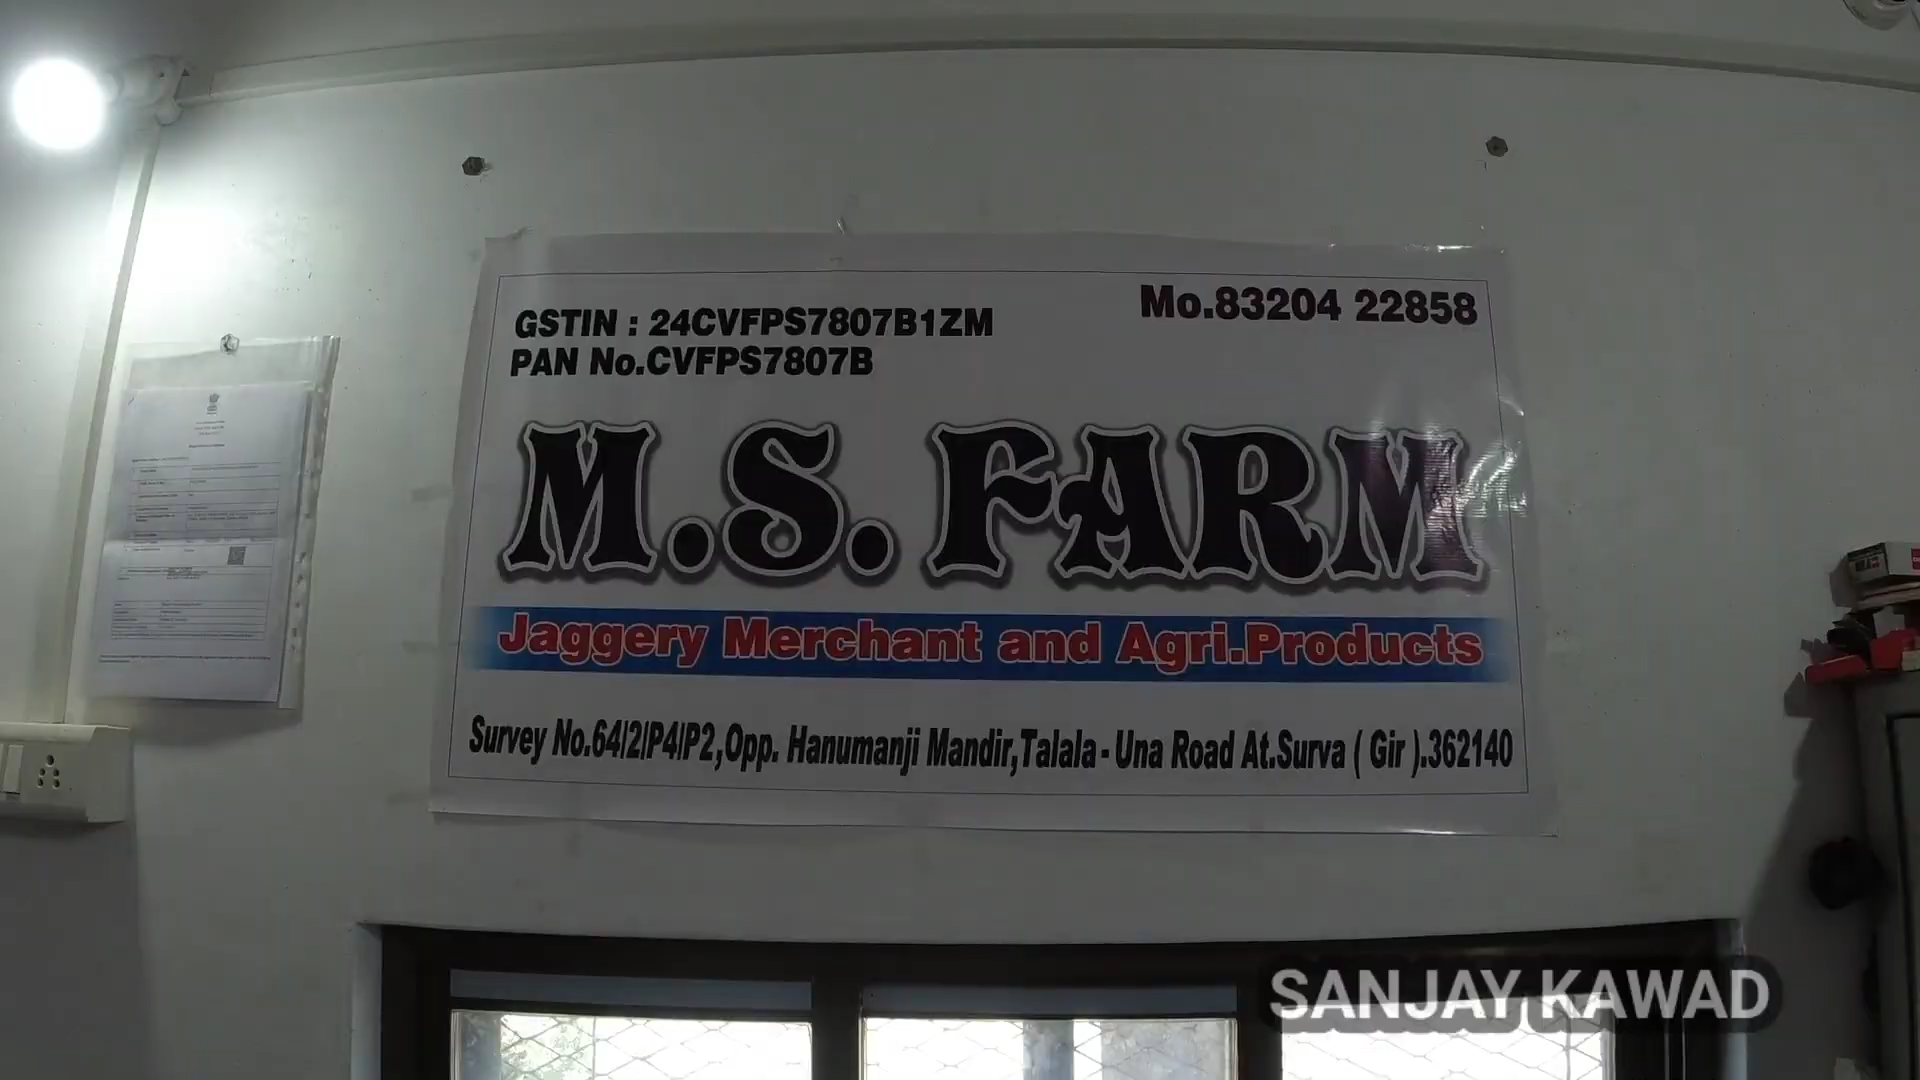 GSTIN : 24CVFPS7807B1ZM
PAN No.CVFPS7807B
Mo.83204 22858
M.S. FARM
Jaggery Merchant and Agri.Products
Survey No.64/2/P4/P2,Opp. Hanumanji Mandir,Talala - Una Road At.Surva ( Gir ).362140
SANJAY KAWAD